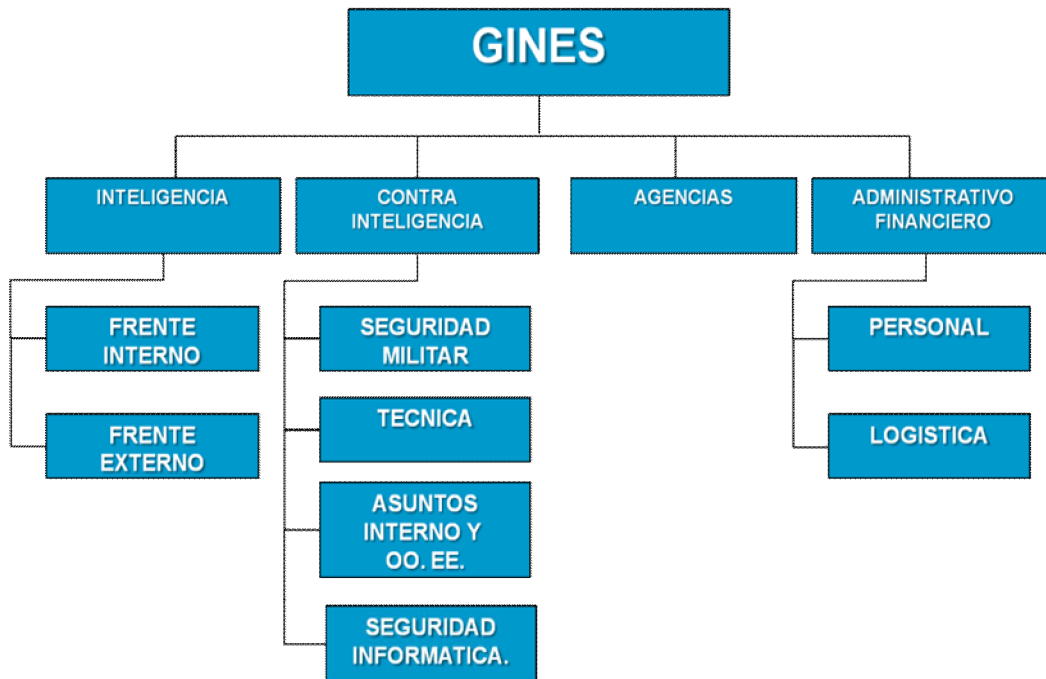 GINES
INTELIGENCIA
CONTRA
INTELIGENCIA
AGENCIAS
ADMINISTRATIVO
FINANCIERO
FRENTE
INTERNO
FRENTE
EXTERNO
SEGURIDAD
MILITAR
TECNICA
ASUNTOS
INTERNO Y
OO. EE.
SEGURIDAD
INFORMATICA.
PERSONAL
LOGISTICA